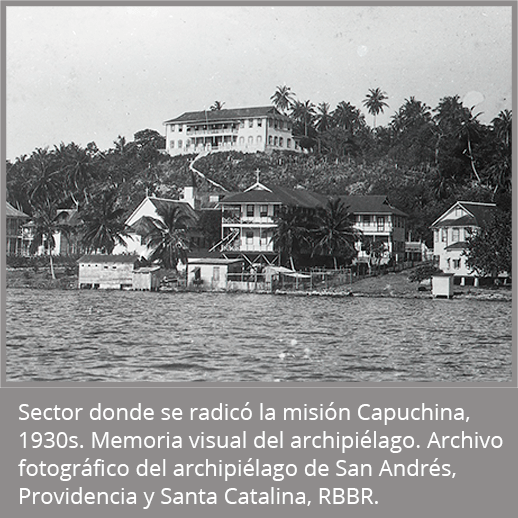 Sector donde se radicó la misión Capuchina,
1930s. Memoria visual del archipiélago. Archivo
fotográfico del archipiélago de San Andrés,
Providencia y Santa Catalina, RBBR.